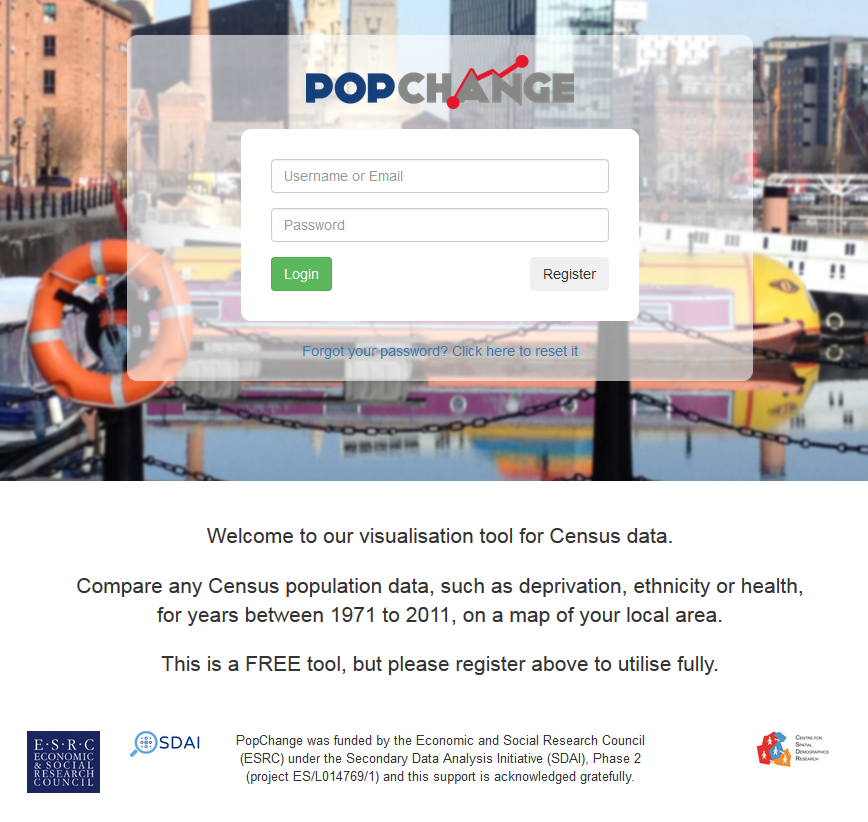 POPCHANGE
Username or Email
Password
Login
Register
Forgot your password? Click here to reset it
Welcome to our visualisation tool for Census data.
Compare any Census population data, such as deprivation, ethnicity or health,
for years between 1971 to 2011, on a map of your local area.
This is a FREE tool, but please register above to utilise fully.
E·S·R·C
ECONOMIC
& SOCIAL
RESEARCH
COUNCIL
SDAI
PopChange was funded by the Economic and Social Research Council
(ESRC) under the Secondary Data Analysis Initiative (SDAI), Phase 2
(project ES/L014769/1) and this support is acknowledged gratefully.
CENTRE FOR
SPATIAL
DEMOGRAPHICS
RESEARCH